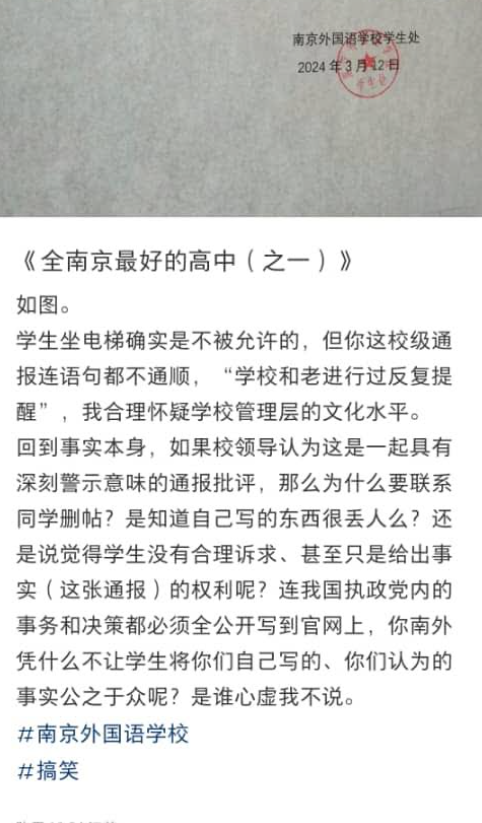 南京外国语学校学生处
2024年3月12日
《全南京最好的高中（之一）》
如图。
学生坐电梯确实是不被允许的，但你这校级通
报连语句都不通顺，“学校和老进行过反复提
醒”，我合理怀疑学校管理层的文化水平。
回到事实本身，如果校领导认为这是一起具有
深刻警示意味的通报批评，那么为什么要联系
同学删帖？是知道自己写的东西很丢人么？还
是说觉得学生没有合理诉求、甚至只是给出事
实（这张通报）的权利呢？连我国执政党内的
事务和决策都必须全公开写到官网上，你南外
凭什么不让学生将你们自己写的、你们认为的
事实公之于众呢？是谁心虚我不说。
#南京外国语学校
#搞笑